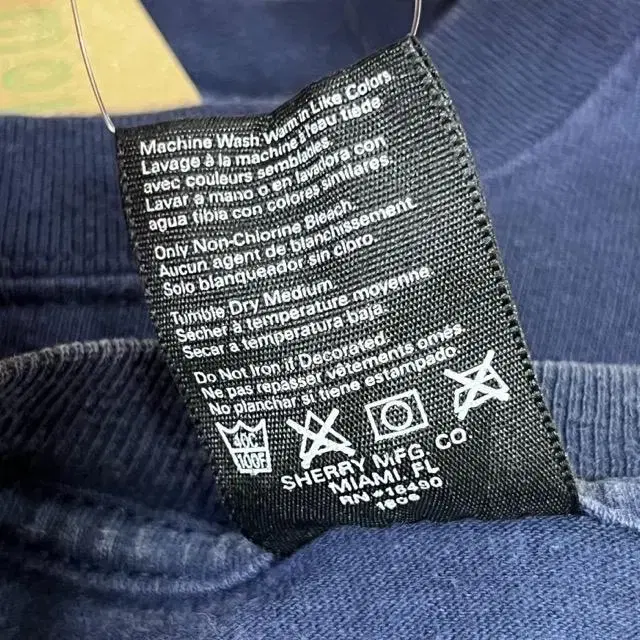 Machine Wash Warm in Like Colors
Lavage à la machine à l'eau tiède
avec couleurs semblables.
Lavar a mano o en lavadora con
agua tibia con colores similares.
Only Non-Chlorine Bleach.
Aucun agent de blanchissement.
Solo blanqueador sin cloro.
Tumble Dry Medium.
Sécher à température moyenne.
Secar a temperatura baja.
Do Not Iron if Decorated.
Ne pas repasser vêtements ornés.
No planchar si tiene estampado.
40C
100F
SHERRY MFG. CO.
MIAMI, FL
RN #16490